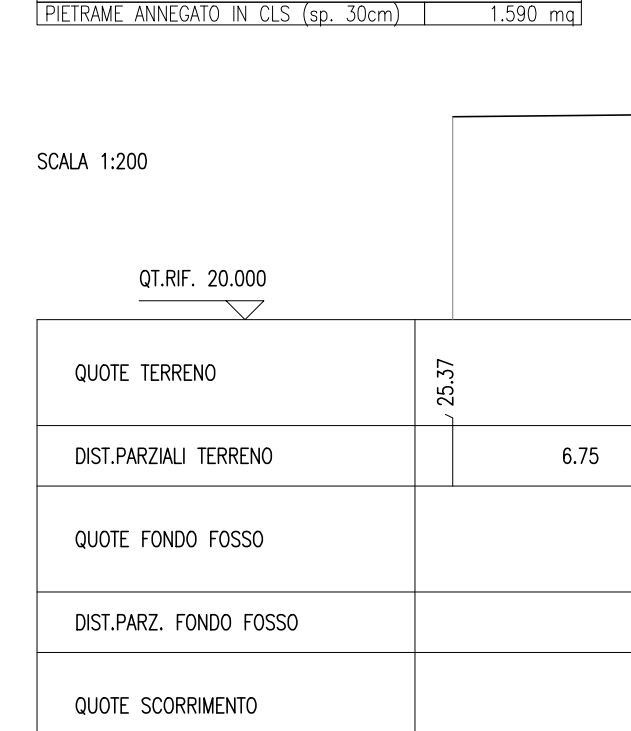 PIETRAME ANNEGATO IN CLS (sp. 30cm) 1.590 mq
SCALA 1:200
QT.RIF. 20.000
QUOTE TERRENO 25.37
DIST.PARZIALI TERRENO 6.75
QUOTE FONDO FOSSO
DIST.PARZ. FONDO FOSSO
QUOTE SCORRIMENTO